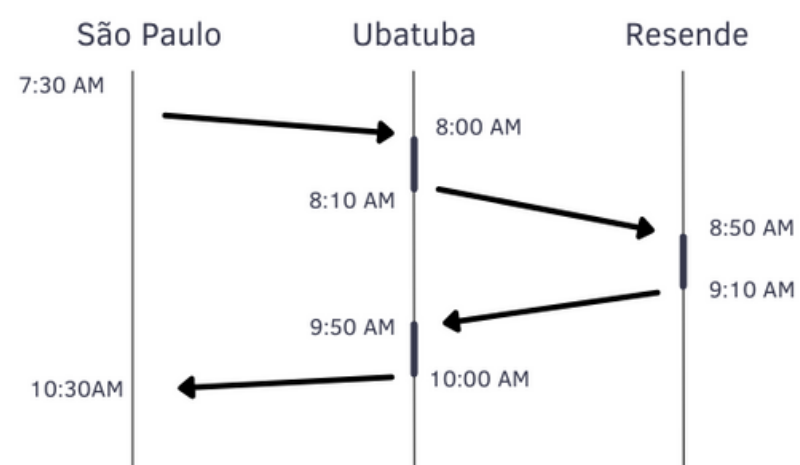 São Paulo Ubatuba Resende
7:30 AM
8:00 AM
8:10 AM
8:50 AM
9:10 AM
9:50 AM
10:00 AM
10:30AM